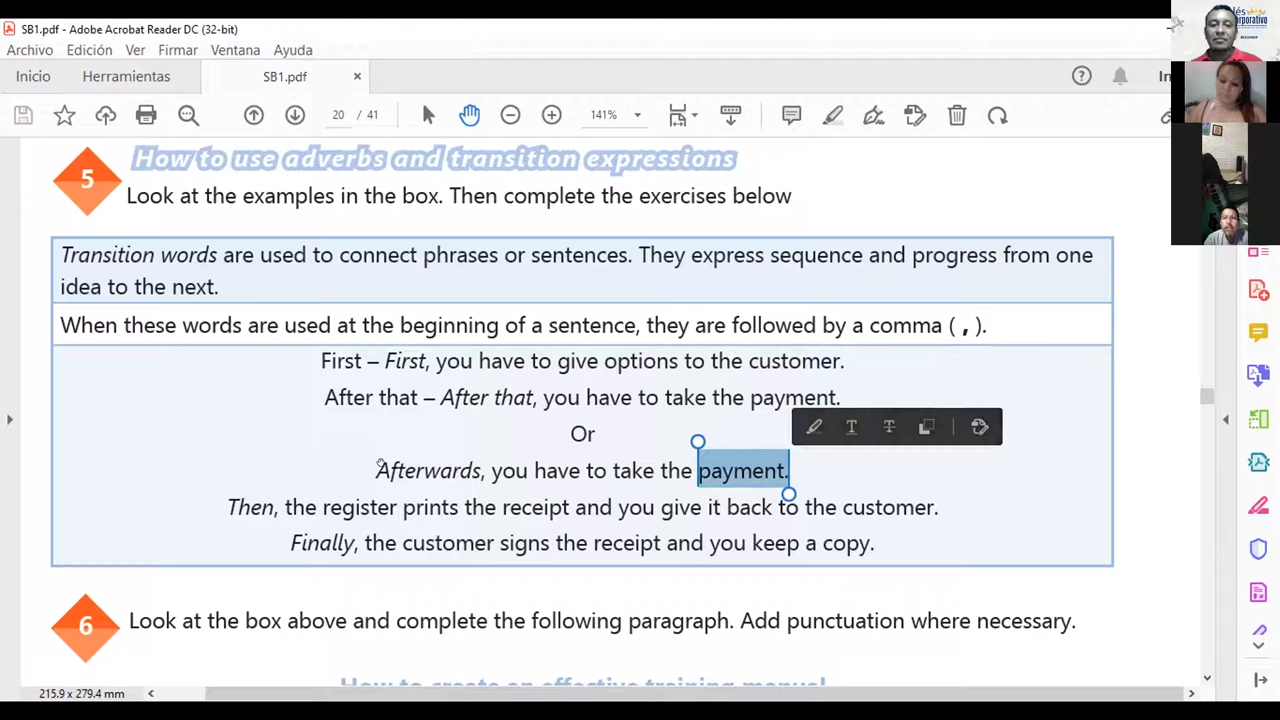 SB1.pdf - Adobe Acrobat Reader DC (32-bit)
Archivo Edición Ver Firmar Ventana Ayuda
Inicio Herramientas SB1.pdf ×
20 / 41 141%
5 How to use adverbs and transition expressions
Look at the examples in the box. Then complete the exercises below
Transition words are used to connect phrases or sentences. They express sequence and progress from one
idea to the next.
When these words are used at the beginning of a sentence, they are followed by a comma ( , ).
First – First, you have to give options to the customer.
After that – After that, you have to take the payment.
Or
Afterwards, you have to take the payment.
Then, the register prints the receipt and you give it back to the customer.
Finally, the customer signs the receipt and you keep a copy.
6 Look at the box above and complete the following paragraph. Add punctuation where necessary.
How to create an effective training manual
215.9 x 279.4 mm